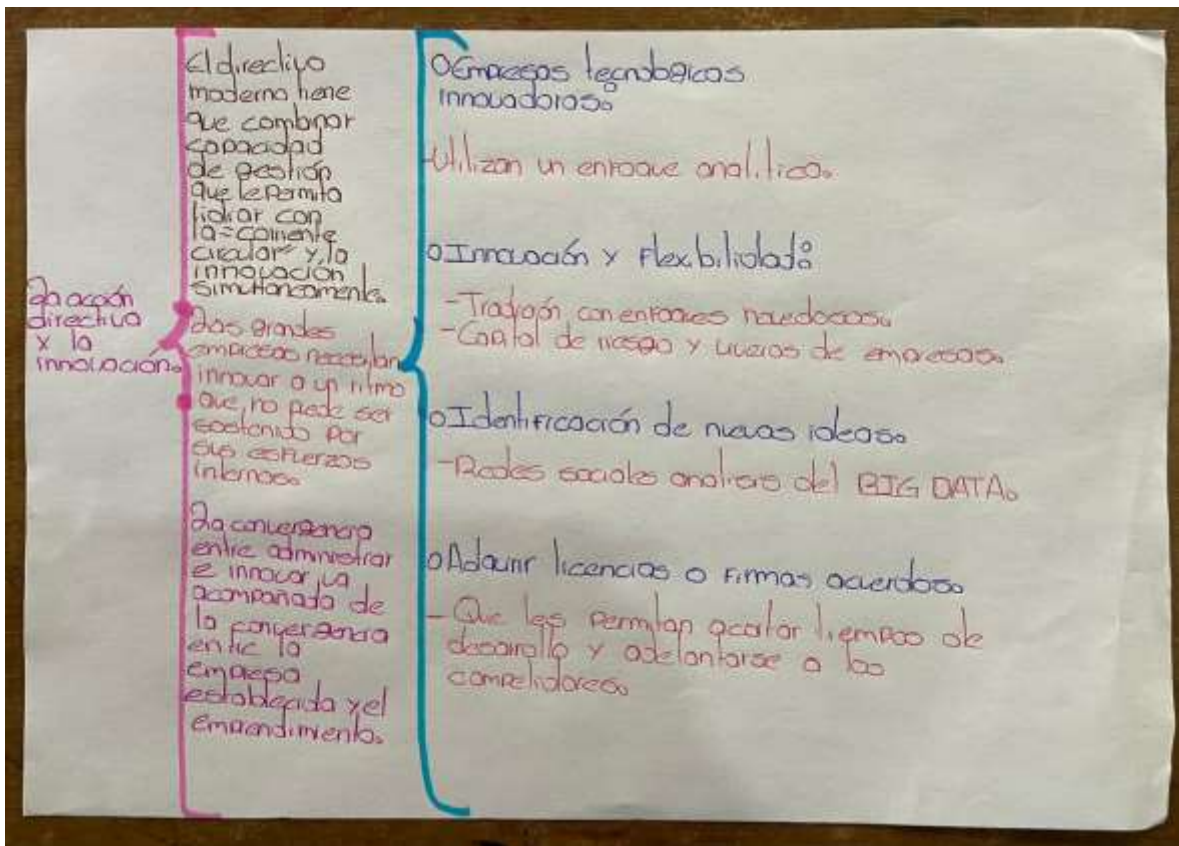 La acción
directiva
y la
innovación.
El directivo
moderno tiene
que combinar
capacidad
de gestión
que le permita
lidiar con
la "corriente
circular" y, la
innovación
simultáneamente.
Las grandes
empresas necesitan
innovar a un ritmo
que, no puede ser
sostenido por
sus esfuerzos
internos.
La convergencia
entre administrar
e innovar, va
acompañada de
la convergencia
entre la
empresa
establecida y el
emprendimiento.
o Empresas tecnológicas
innovadoras:
-Utilizan un enfoque analítico.
o Innovación y Flexibilidad:
- con enfoques novedosos.
- Capital de riesgo y viveros de empresas.
o Identificación de nuevas ideas.
-Redes sociales analisis del BIG DATA.
o Adquirir licencias o Firmas acuerdos.
- Que les permitan acortar tiempos de
desarrollo y adelantarse a los
competidores.